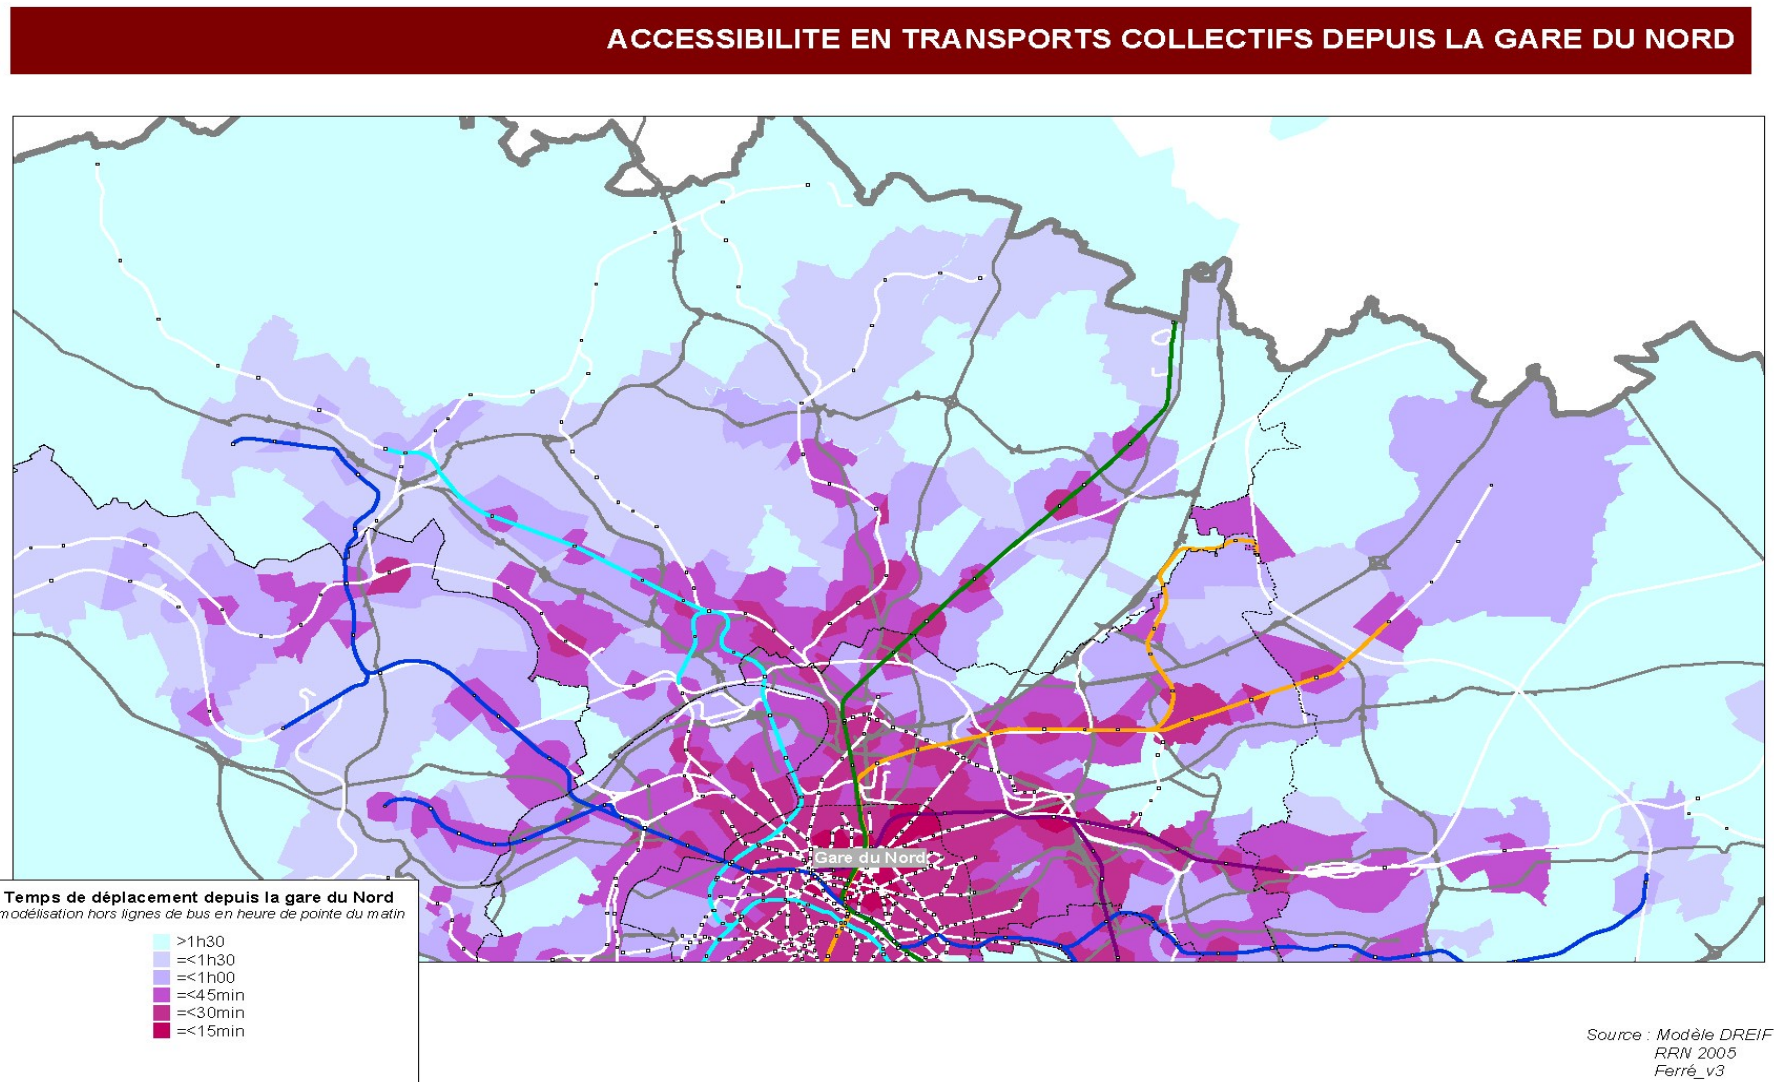 ACCESSIBILITE EN TRANSPORTS COLLECTIFS DEPUIS LA GARE DU NORD
Gare du Nord
Temps de déplacement depuis la gare du Nord
modélisation hors lignes de bus en heure de pointe du matin
>1h30
=<1h30
=<1h00
=<45min
=<30min
=<15min
Source : Modèle DREIF
RRN 2005
Ferré_v3